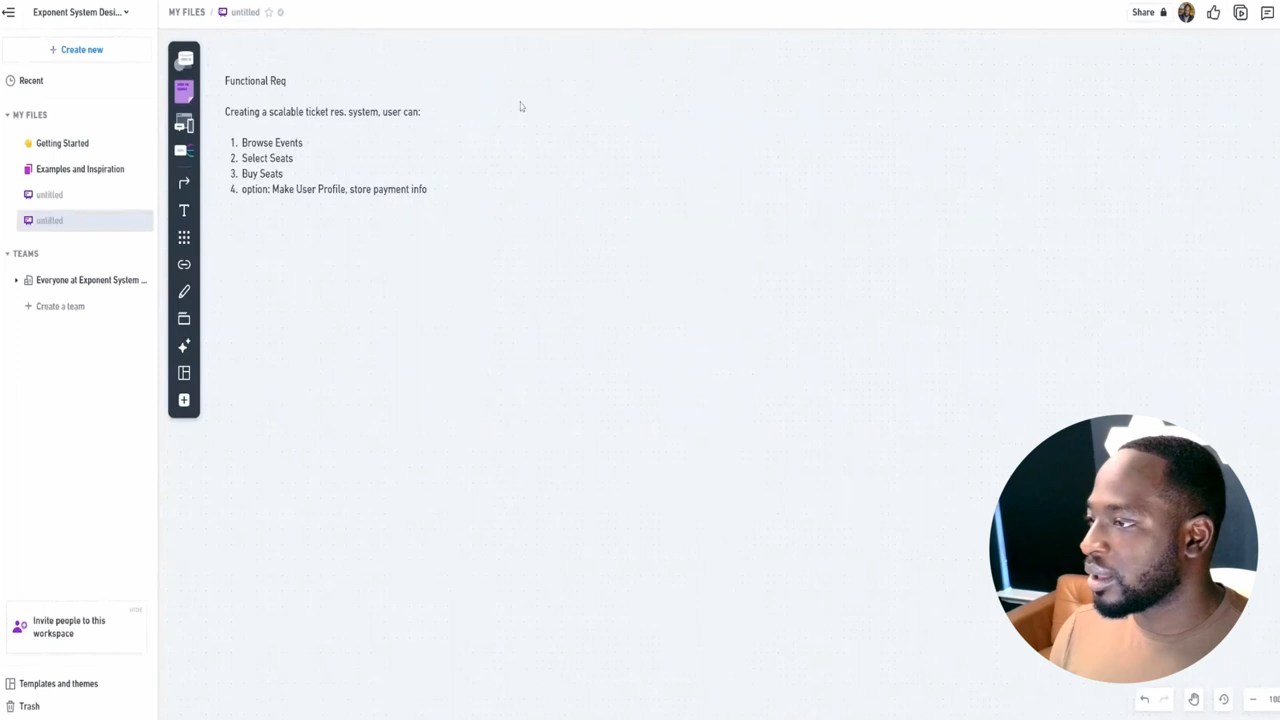 Exponent System Desi...
MY FILES / untitled
Share
Create new
Recent
MY FILES
Getting Started
Examples and Inspiration
untitled
untitled
TEAMS
Everyone at Exponent System ...
Create a team
Functional Req
Creating a scalable ticket res. system, user can:
1. Browse Events
2. Select Seats
3. Buy Seats
4. option: Make User Profile, store payment info
Invite people to this
workspace
Templates and themes
Trash
100